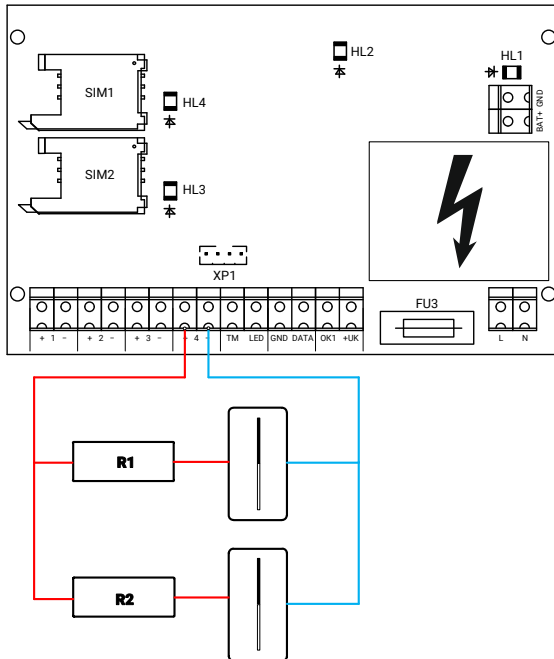 HL2
HL1
SIM1
HL4
BAT+ GND
SIM2
HL3
XP1
FU3
+ 1 - + 2 - + 3 - + 4 - TM LED GND DATA OK1 +UK
L N
R1
R2